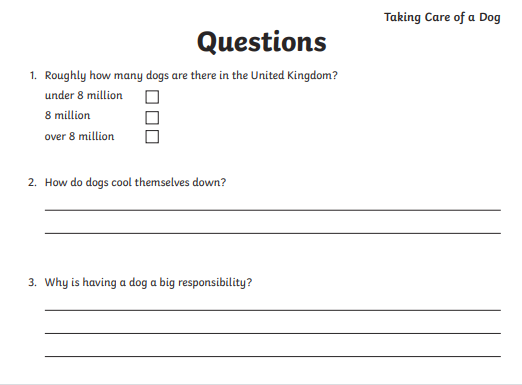 Taking Care of a Dog
Questions
1. Roughly how many dogs are there in the United Kingdom?
under 8 million
8 million
over 8 million
2. How do dogs cool themselves down?
3. Why is having a dog a big responsibility?